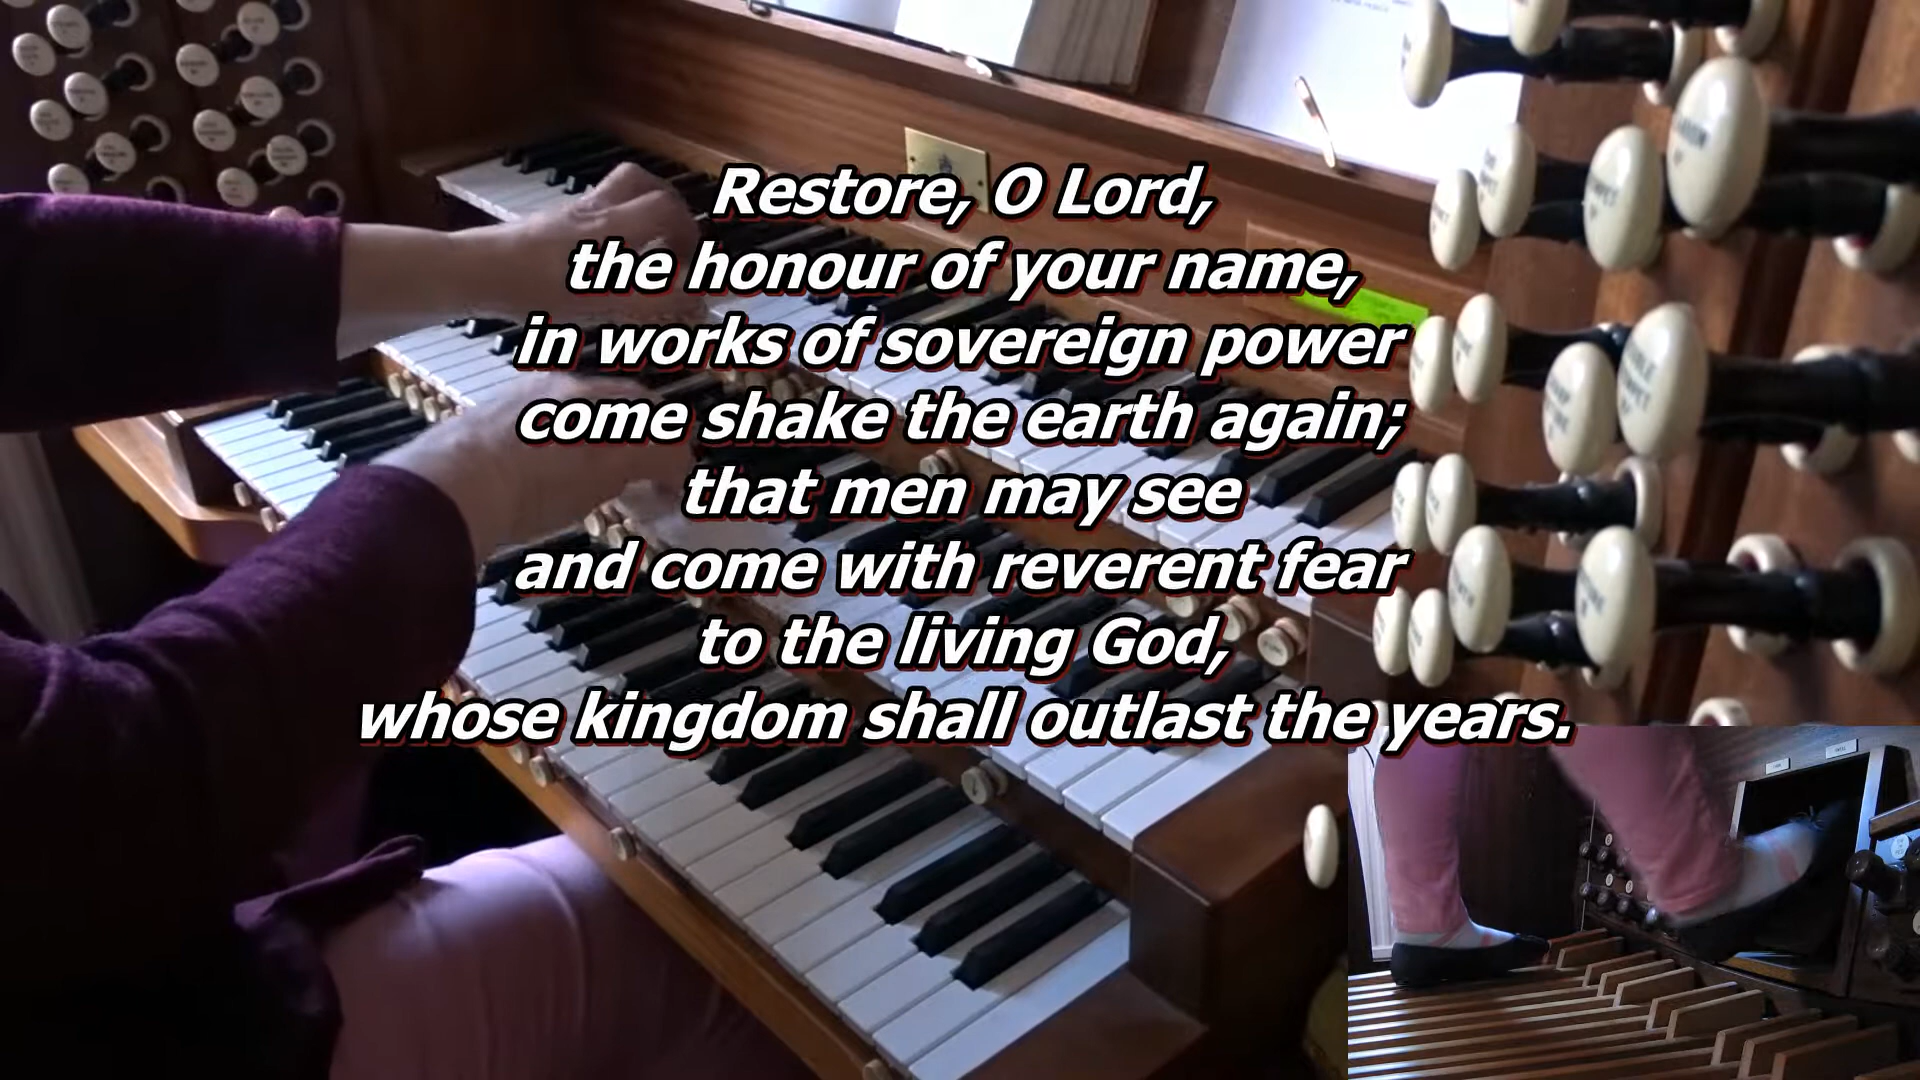 Restore, O Lord,
the honour of your name,
in works of sovereign power
come shake the earth again;
that men may see
and come with reverent fear
to the living God,
whose kingdom shall outlast the years.